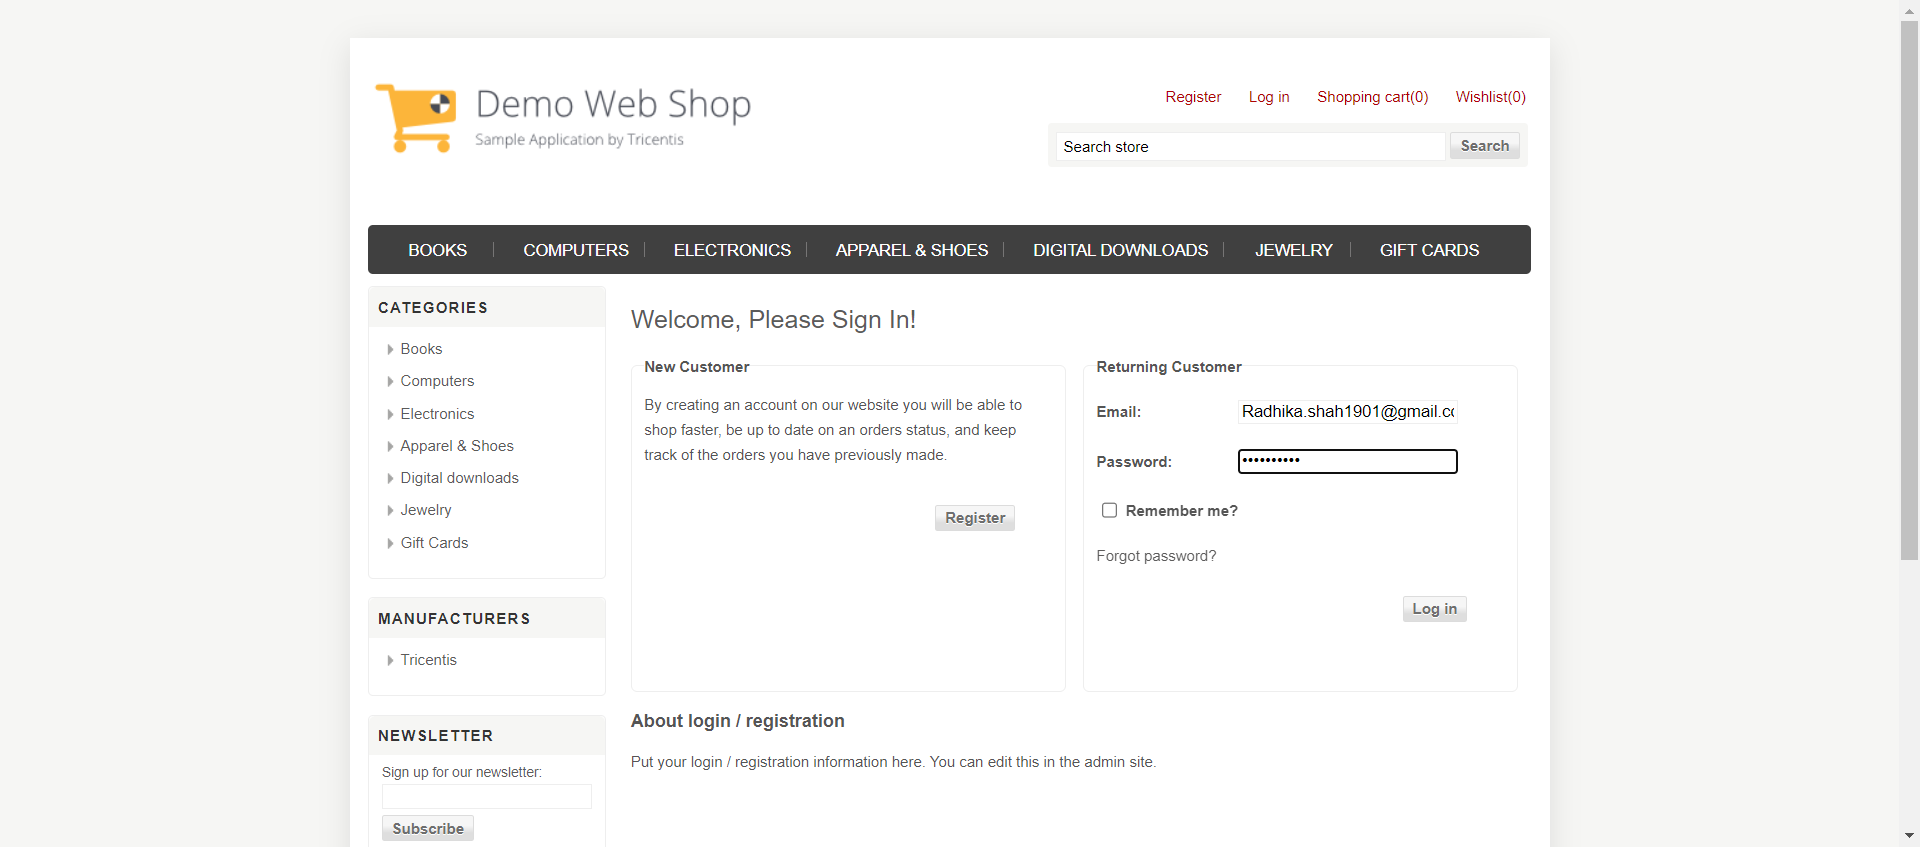 Demo Web Shop
Sample Application by Tricentis
Register Log in Shopping cart(0) Wishlist(0)
Search store Search
BOOKS COMPUTERS ELECTRONICS APPAREL & SHOES DIGITAL DOWNLOADS JEWELRY GIFT CARDS
CATEGORIES
Books
Computers
Electronics
Apparel & Shoes
Digital downloads
Jewelry
Gift Cards
MANUFACTURERS
Tricentis
NEWSLETTER
Sign up for our newsletter:
Subscribe
Welcome, Please Sign In!
New Customer
By creating an account on our website you will be able to
shop faster, be up to date on an orders status, and keep
track of the orders you have previously made.
Register
Returning Customer
Email: Radhika.shah1901@gmail.co
Password: ••••••••••
Remember me?
Forgot password?
Log in
About login / registration
Put your login / registration information here. You can edit this in the admin site.